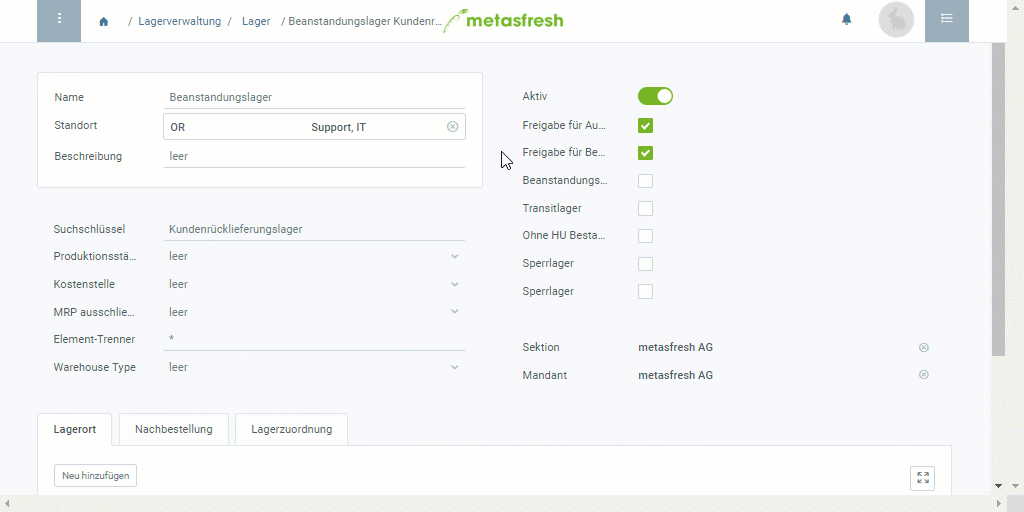 / Lagerverwaltung / Lager / Beanstandungslager Kundenr... metasfresh
Name Beanstandungslager
Standort OR Support, IT
Beschreibung leer
Suchschlüssel Kundenrücklieferungslager
Produktionsstä... leer
Kostenstelle leer
MRP ausschlie... leer
Element-Trenner *
Warehouse Type leer
Aktiv
Freigabe für Au...
Freigabe für Be...
Beanstandungs...
Transitlager
Ohne HU Besta...
Sperrlager
Sperrlager
Sektion metasfresh AG
Mandant metasfresh AG
Lagerort Nachbestellung Lagerzuordnung
Neu hinzufügen